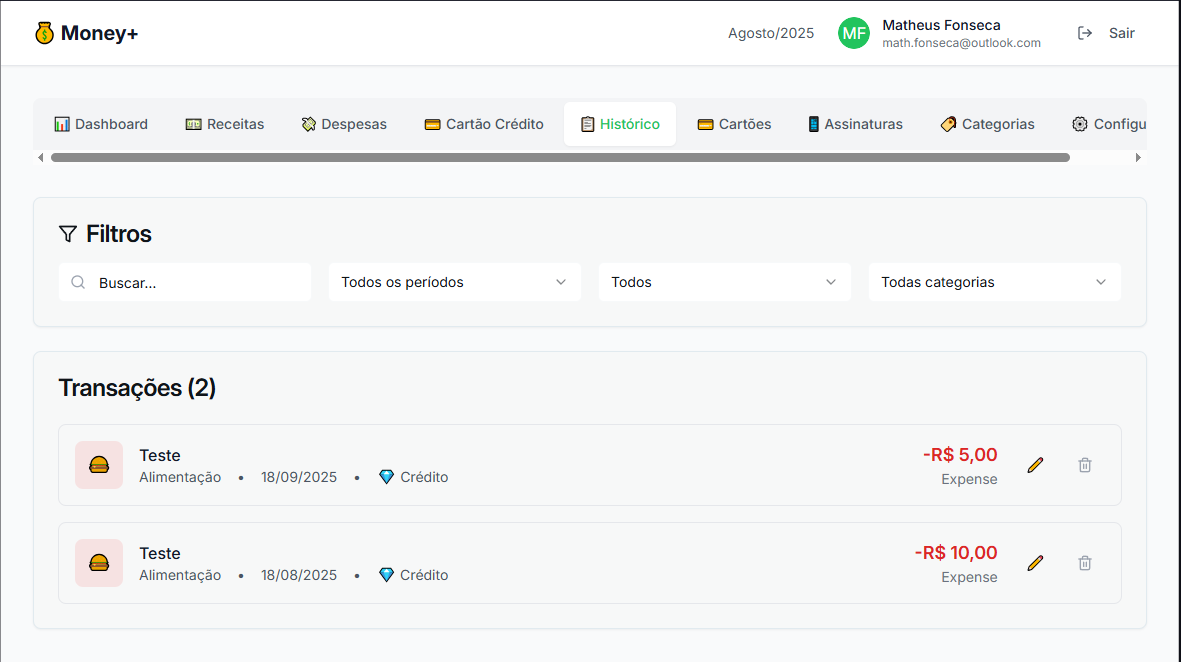 Money+
Agosto/2025
MF
Matheus Fonseca
math.fonseca@outlook.com
Sair
Dashboard Receitas Despesas Cartão Crédito Histórico Cartões Assinaturas Categorias Configu
Filtros
Buscar... Todos os períodos Todos Todas categorias
Transações (2)
Teste
Alimentação • 18/09/2025 • Crédito
-R$ 5,00
Expense
Teste
Alimentação • 18/08/2025 • Crédito
-R$ 10,00
Expense